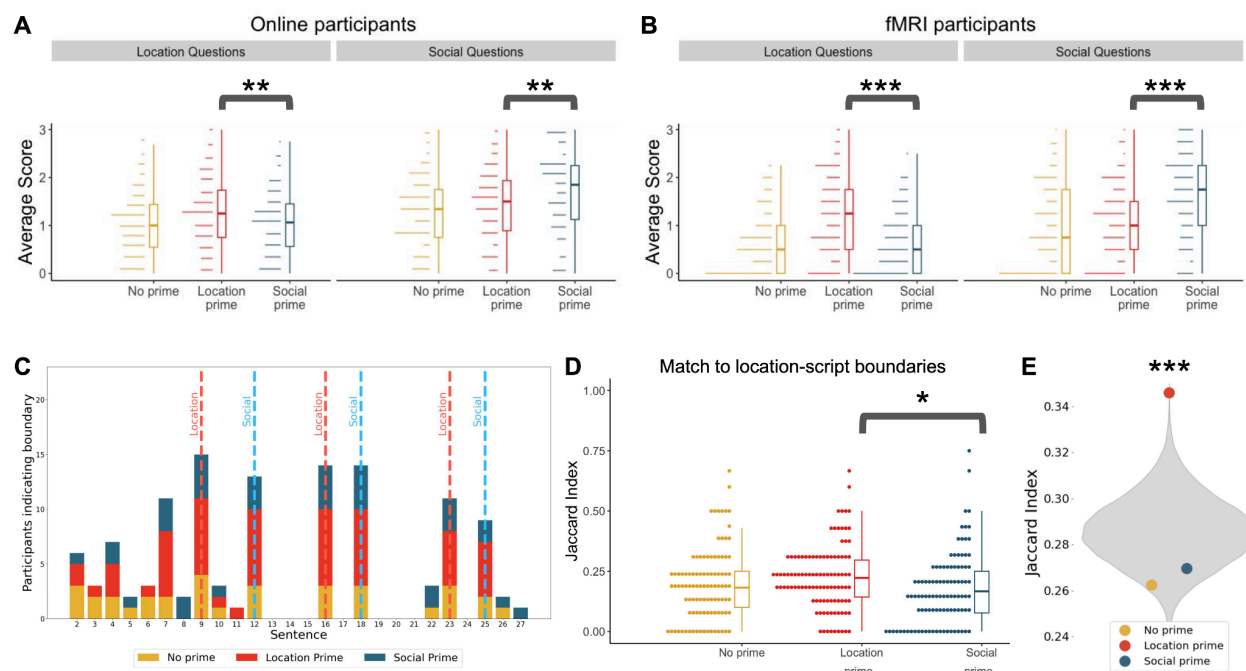 A
Online participants
Location Questions
Social Questions
**
**
Average Score
3
2
1
0
No prime
Location prime
Social prime
No prime
Location prime
Social prime
B
fMRI participants
Location Questions
Social Questions
***
***
Average Score
3
2
1
0
No prime
Location prime
Social prime
No prime
Location prime
Social prime
C
Participants indicating boundary
20
15
10
5
0
Location
Social
Location
Social
Location
Social
2 3 4 5 6 7 8 9 10 11 12 13 14 15 16 17 18 19 20 21 22 23 24 25 26 27
Sentence
No prime
Location Prime
Social Prime
D
Match to location-script boundaries
*
Jaccard Index
1.00
0.75
0.50
0.25
0.00
No prime
Location prime
Social prime
E
***
Jaccard Index
0.34
0.32
0.30
0.28
0.26
0.24
No prime
Location prime
Social prime